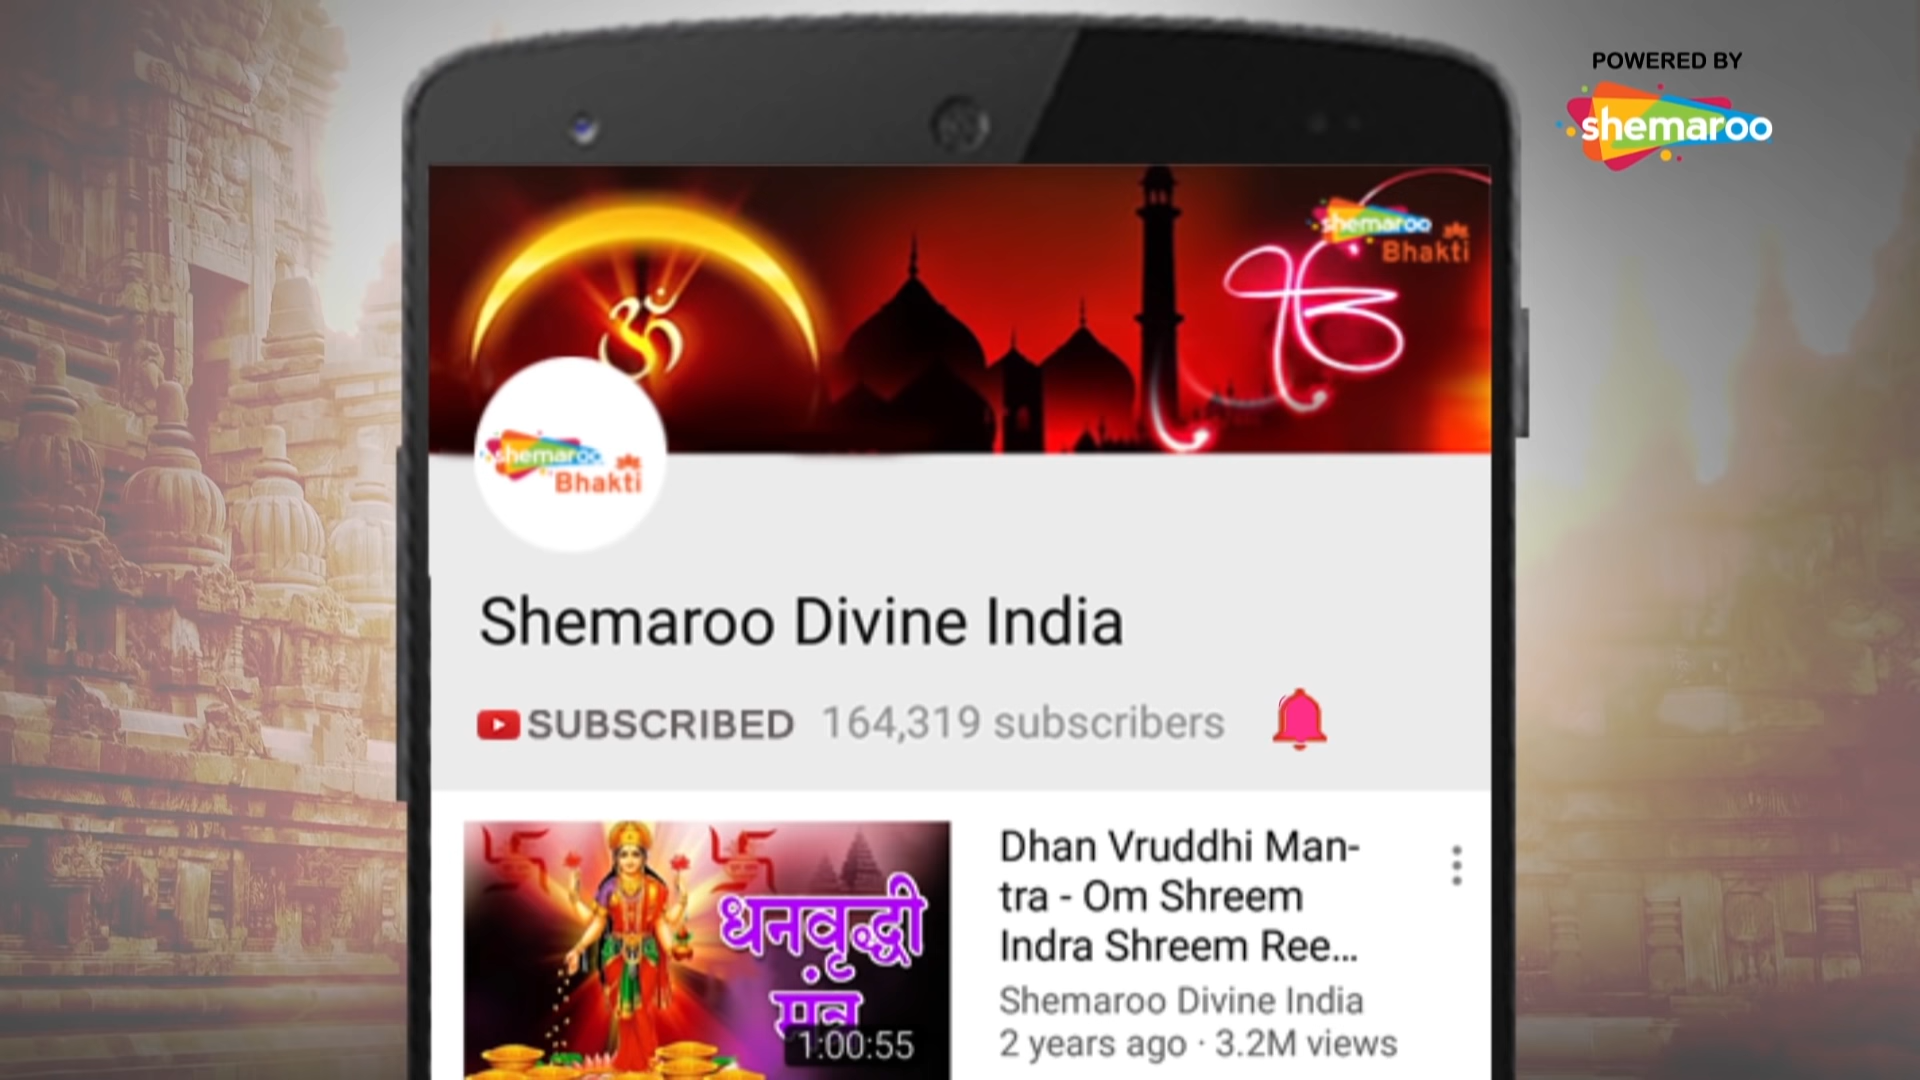 POWERED BY
shemaroo
shemaroo
Bhakti
ॐ
ੴ
shemaroo
Bhakti
Shemaroo Divine India
SUBSCRIBED 164,319 subscribers
धनवृद्धी
मंत्र
1:00:55
Dhan Vruddhi Man-
tra - Om Shreem
Indra Shreem Ree...
Shemaroo Divine India
2 years ago · 3.2M views